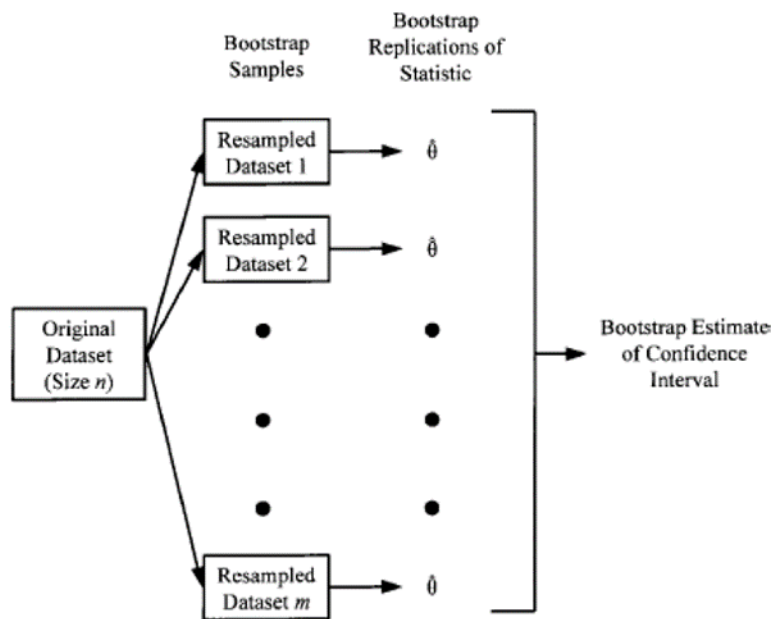 Bootstrap
Samples
Bootstrap
Replications of
Statistic
Resampled
Dataset 1
θ̂
Resampled
Dataset 2
θ̂
Original
Dataset
(Size n)
Bootstrap Estimate
of Confidence
Interval
Resampled
Dataset m
θ̂